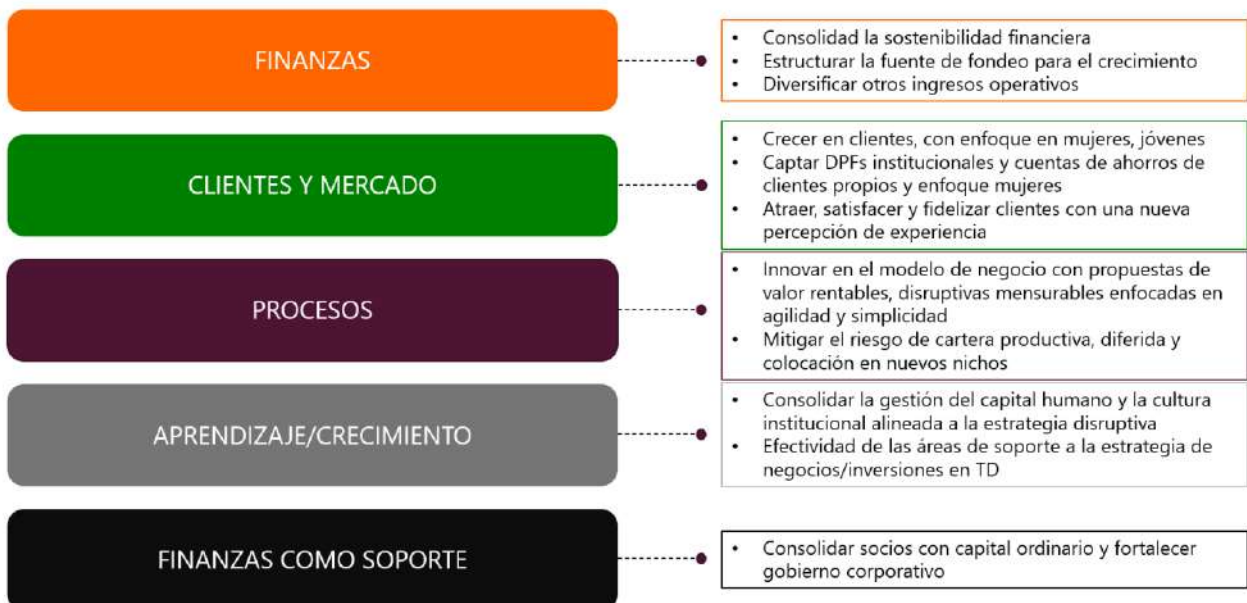 FINANZAS
• Consolidad la sostenibilidad financiera
• Estructurar la fuente de fondeo para el crecimiento
• Diversificar otros ingresos operativos
CLIENTES Y MERCADO
• Crecer en clientes, con enfoque en mujeres, jóvenes
• Captar DPFs institucionales y cuentas de ahorros de
clientes propios y enfoque mujeres
• Atraer, satisfacer y fidelizar clientes con una nueva
percepción de experiencia
PROCESOS
• Innovar en el modelo de negocio con propuestas de
valor rentables, disruptivas mensurables enfocadas en
agilidad y simplicidad
• Mitigar el riesgo de cartera productiva, diferida y
colocación en nuevos nichos
APRENDIZAJE/CRECIMIENTO
• Consolidar la gestión del capital humano y la cultura
institucional alineada a la estrategia disruptiva
• Efectividad de las áreas de soporte a la estrategia de
negocios/inversiones en TD
FINANZAS COMO SOPORTE
• Consolidar socios con capital ordinario y fortalecer
gobierno corporativo